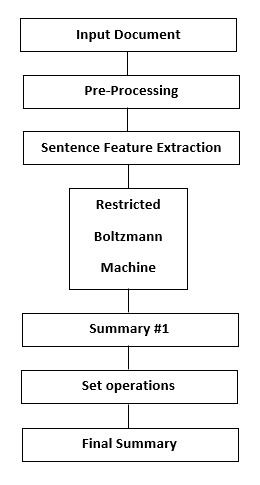 Input Document
Pre-Processing
Sentence Feature Extraction
Restricted
Boltzmann
Machine
Summary #1
Set operations
Final Summary